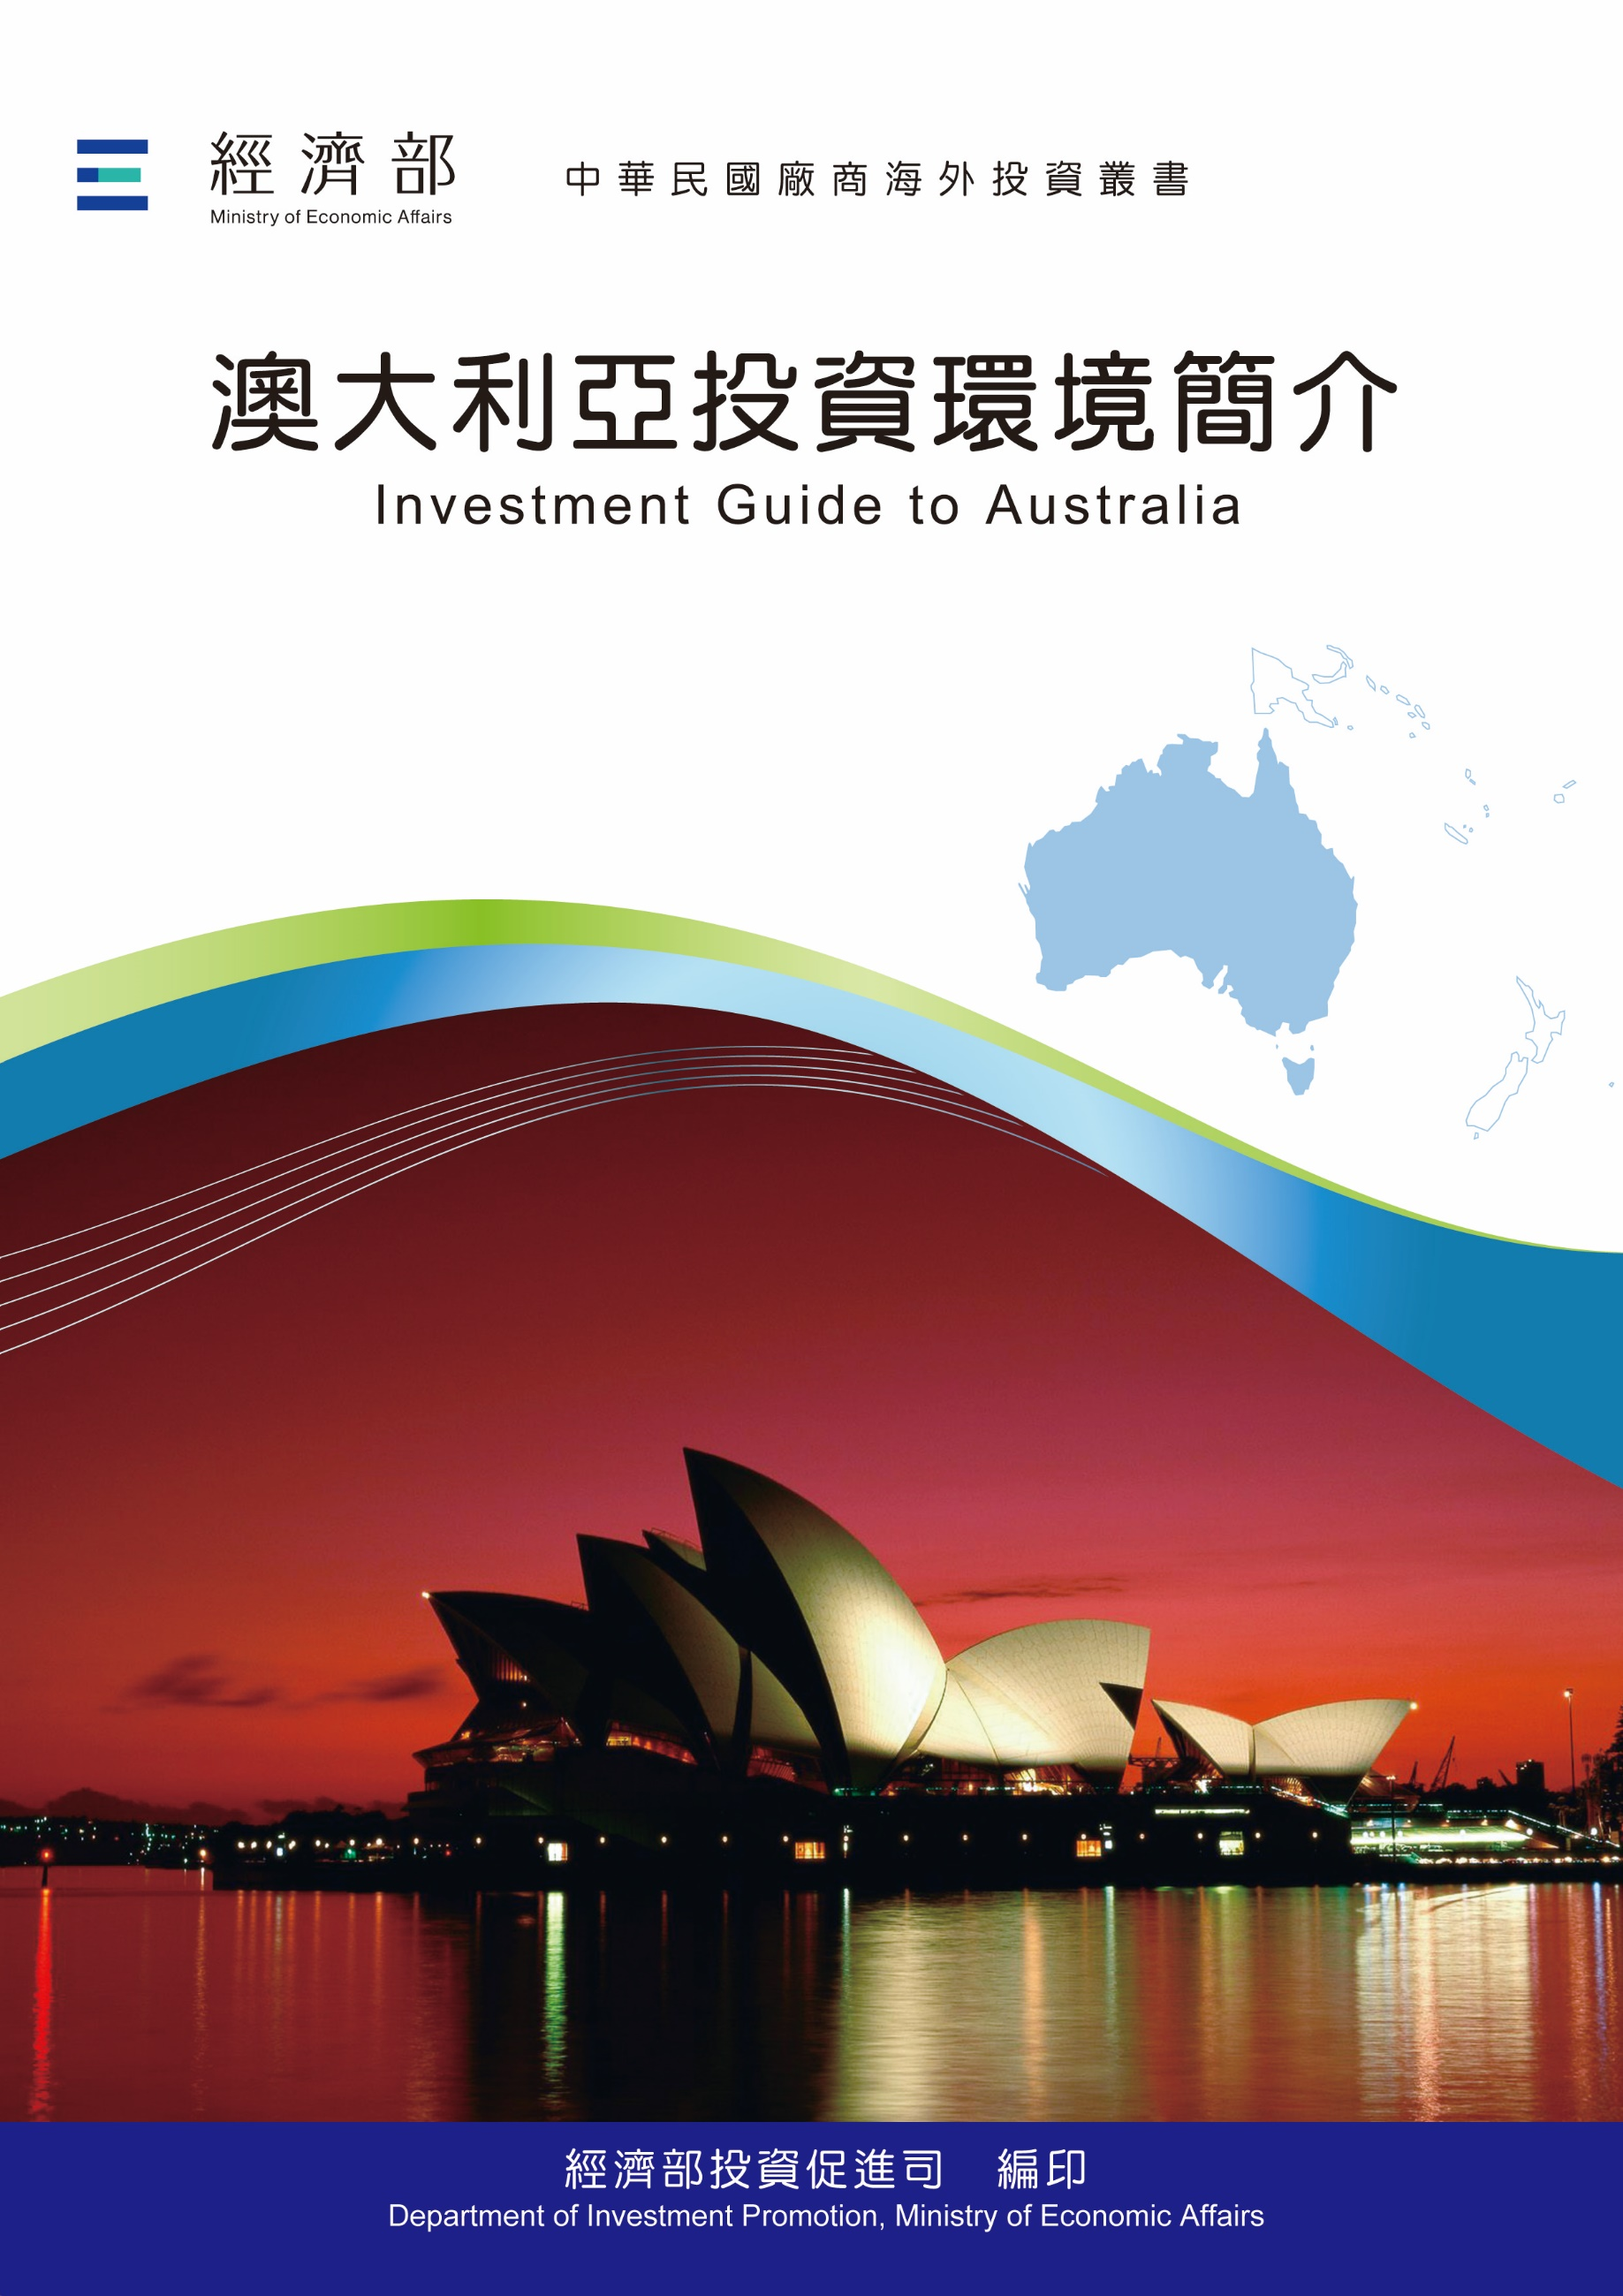 經濟部
Ministry of Economic Affairs
中華民國廠商海外投資叢書
澳大利亞投資環境簡介
Investment Guide to Australia
經濟部投資促進司 編印
Department of Investment Promotion, Ministry of Economic Affairs